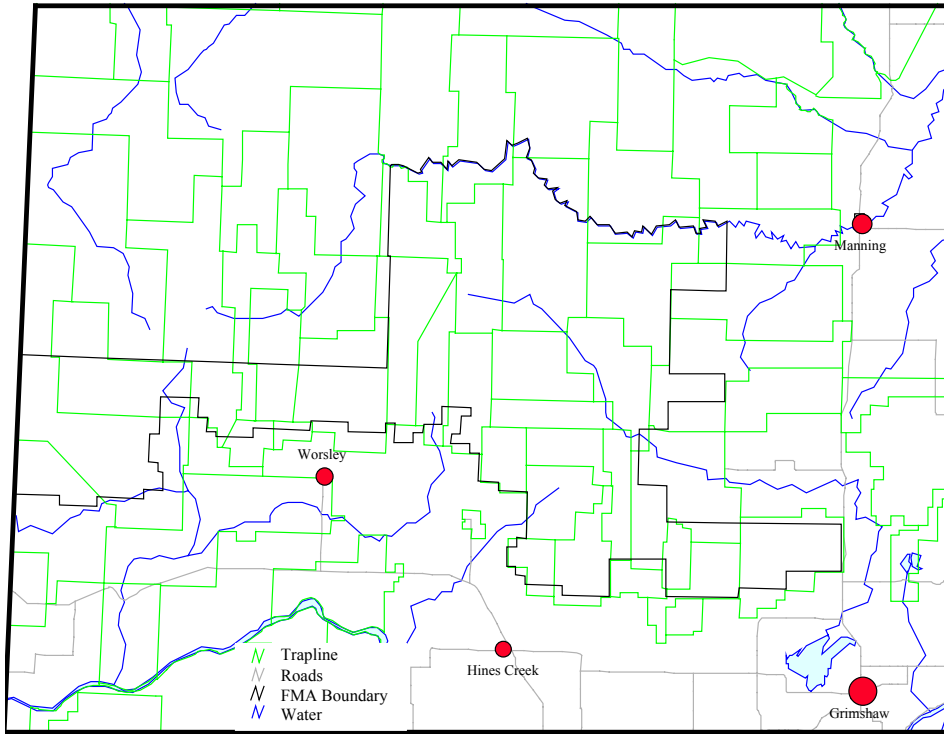 Manning
Worsley
Trapline
Roads
FMA Boundary
Water
Hines Creek
Grimshaw